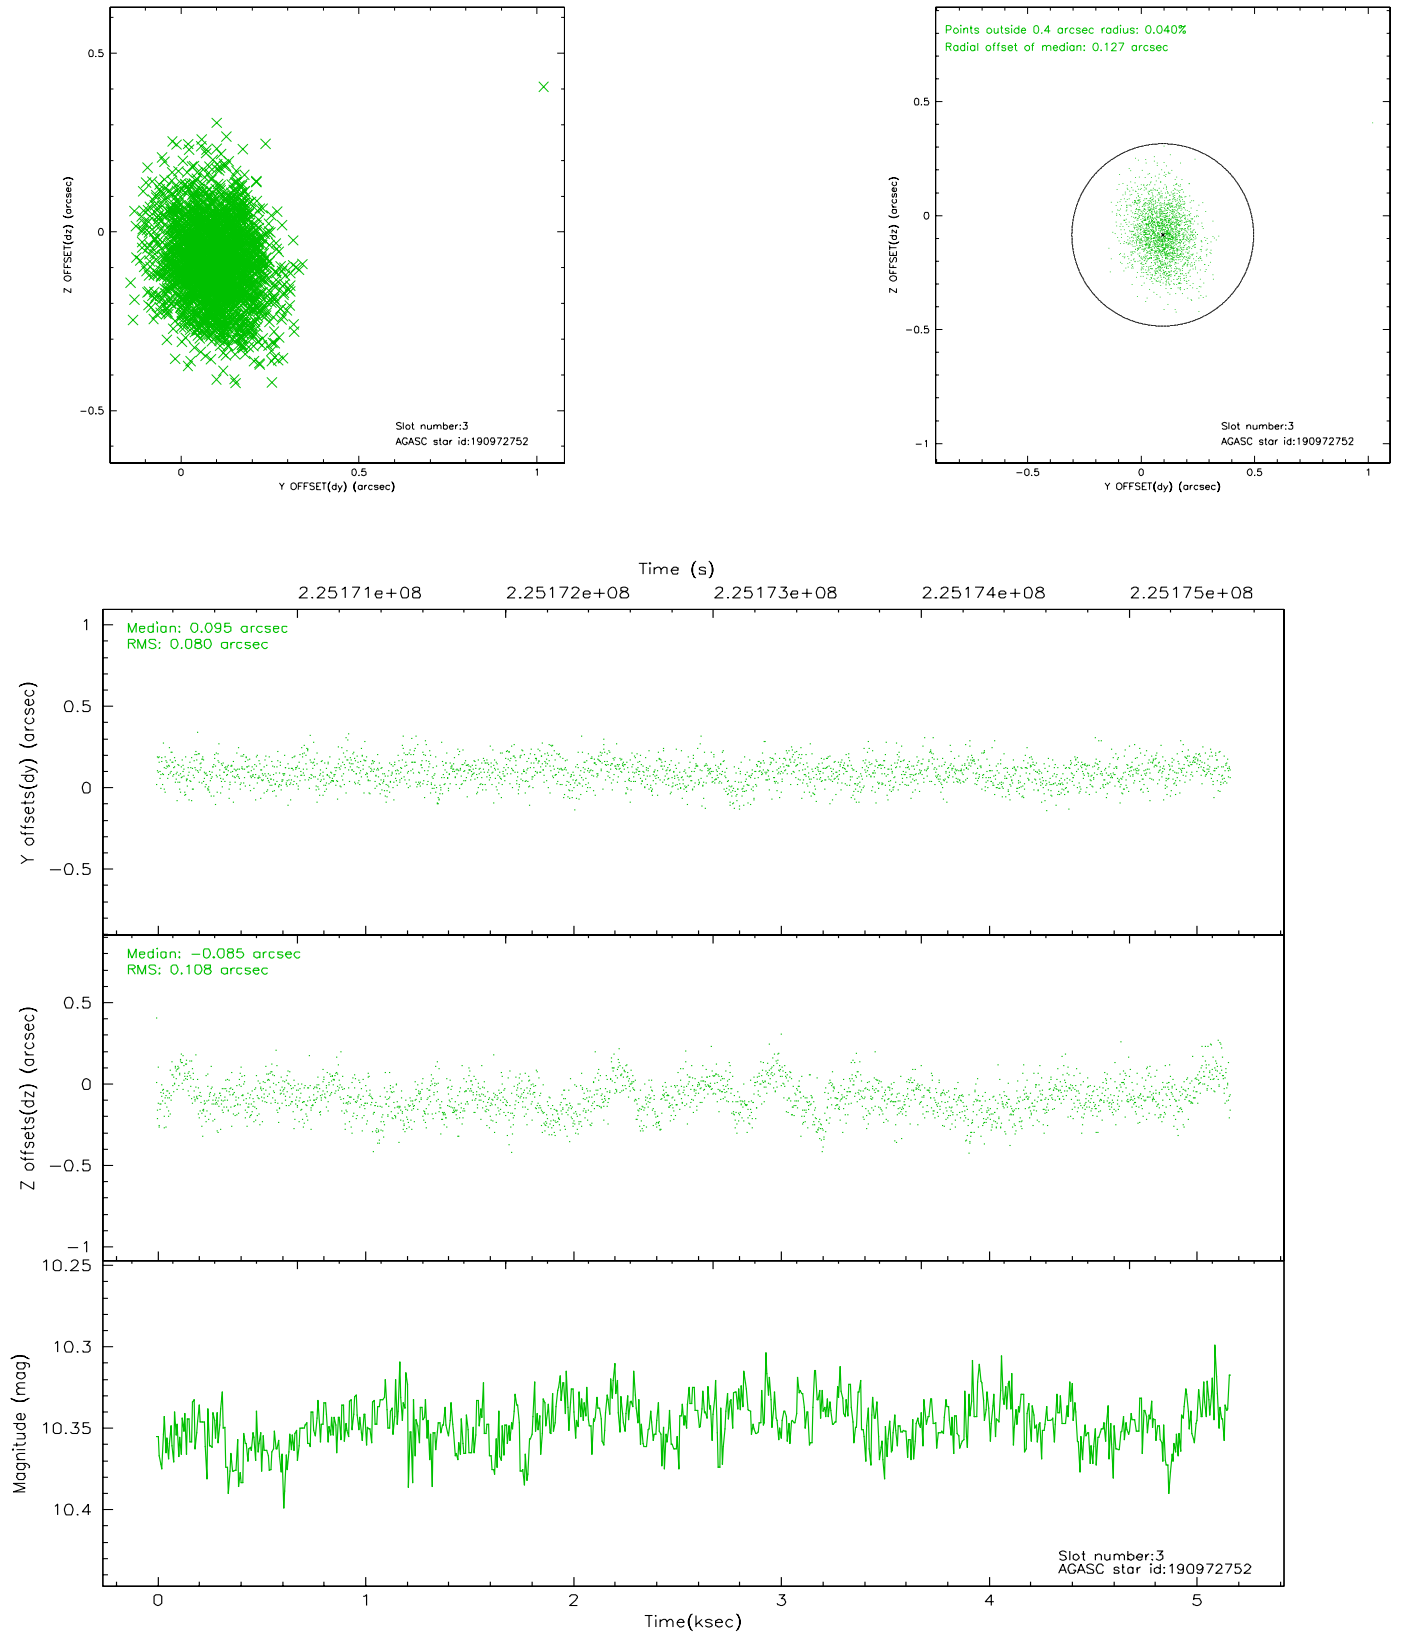 0.5
0
−0.5
Z OFFSET(dz) (arcsec)
Slot number:3
AGASC star id:190972752
0 0.5 1
Y OFFSET(dy) (arcsec)
Points outside 0.4 arcsec radius: 0.040%
Radial offset of median: 0.127 arcsec
0.5
0
−0.5
−1
Z OFFSET(dz) (arcsec)
Slot number:3
AGASC star id:190972752
−0.5 0 0.5 1
Y OFFSET(dy) (arcsec)
Time (s)
2.25171e+08 2.25172e+08 2.25173e+08 2.25174e+08 2.25175e+08
Median: 0.095 arcsec
RMS: 0.080 arcsec
1
0.5
0
−0.5
Y offsets(dy) (arcsec)
Median: −0.085 arcsec
RMS: 0.108 arcsec
0.5
0
−0.5
−1
Z offsets(dz) (arcsec)
10.25
10.3
10.35
10.4
Magnitude (mag)
Slot number:3
AGASC star id:190972752
0 1 2 3 4 5
Time(ksec)